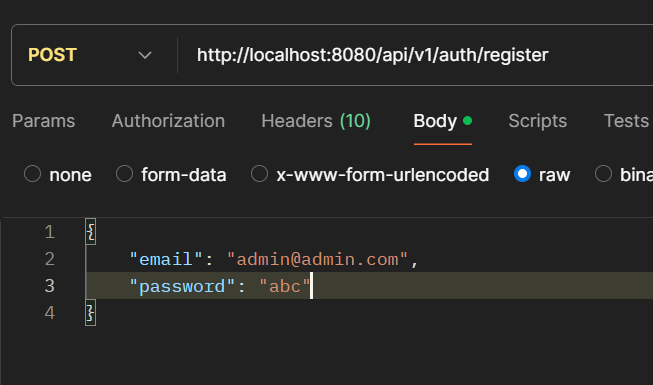 POST http://localhost:8080/api/v1/auth/register
Params Authorization Headers (10) Body Scripts Tests
none form-data x-www-form-urlencoded raw bina
1 {
2 "email": "admin@admin.com",
3 "password": "abc"
4 }